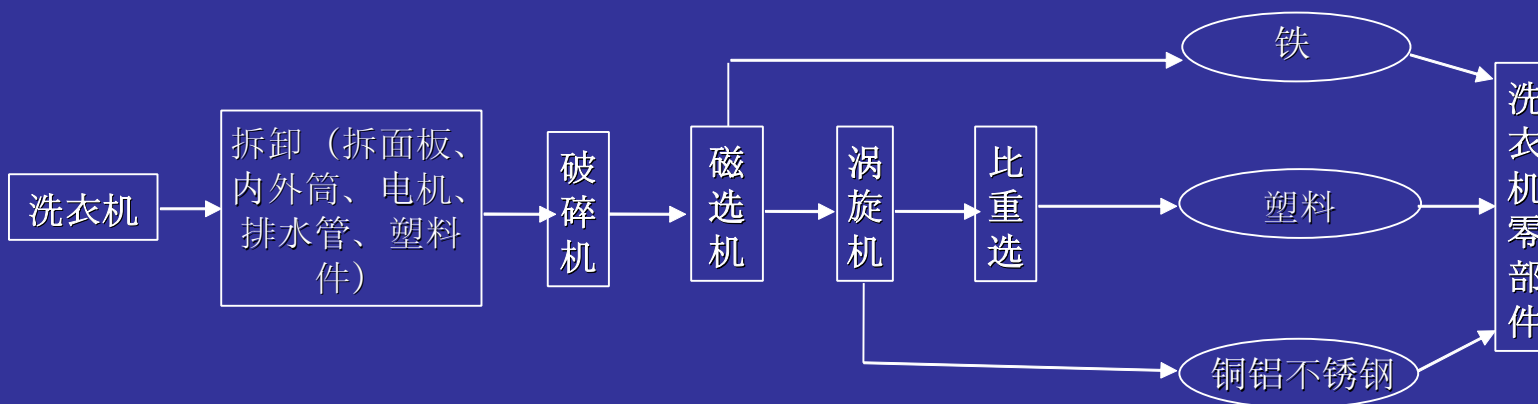 洗衣机
拆卸（拆面板、
内外筒、电机、
排水管、塑料
件）
破碎机
磁选机
涡旋机
比重选
铁
塑料
铜铝不锈钢
洗衣机零部件